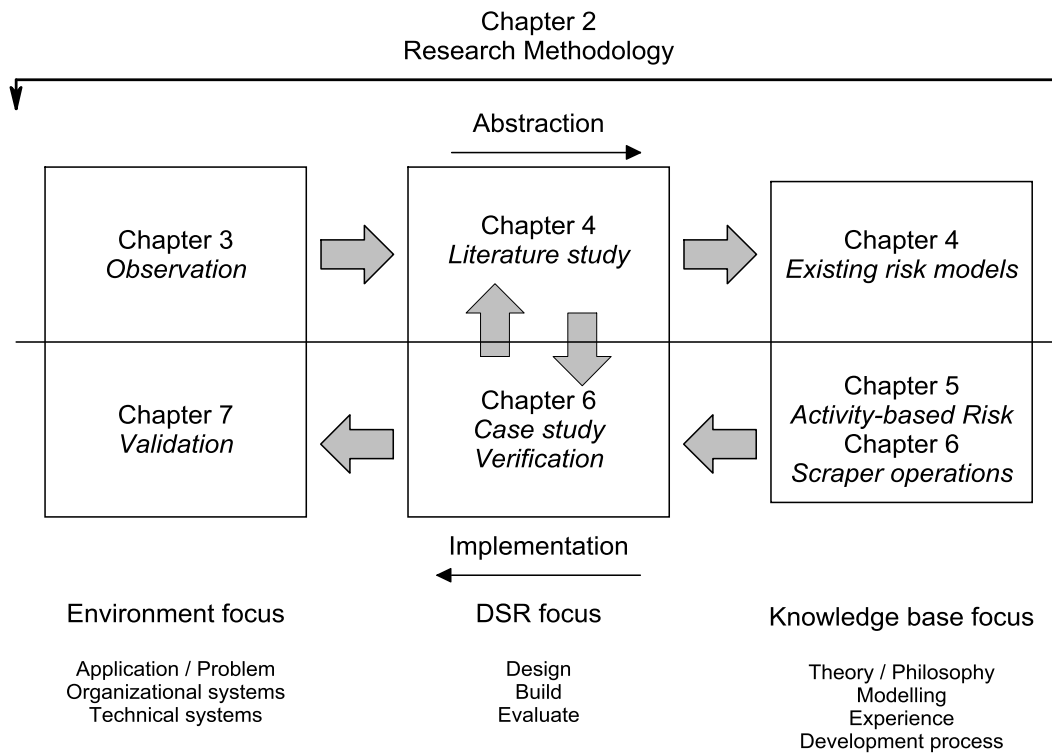 Chapter 2
Research Methodology
Abstraction
Chapter 3
Observation
Chapter 4
Literature study
Chapter 4
Existing risk models
Chapter 7
Validation
Chapter 6
Case study
Verification
Chapter 5
Activity-based Risk
Chapter 6
Scraper operations
Implementation
Environment focus
DSR focus
Knowledge base focus
Application / Problem
Organizational systems
Technical systems
Design
Build
Evaluate
Theory / Philosophy
Modelling
Experience
Development process